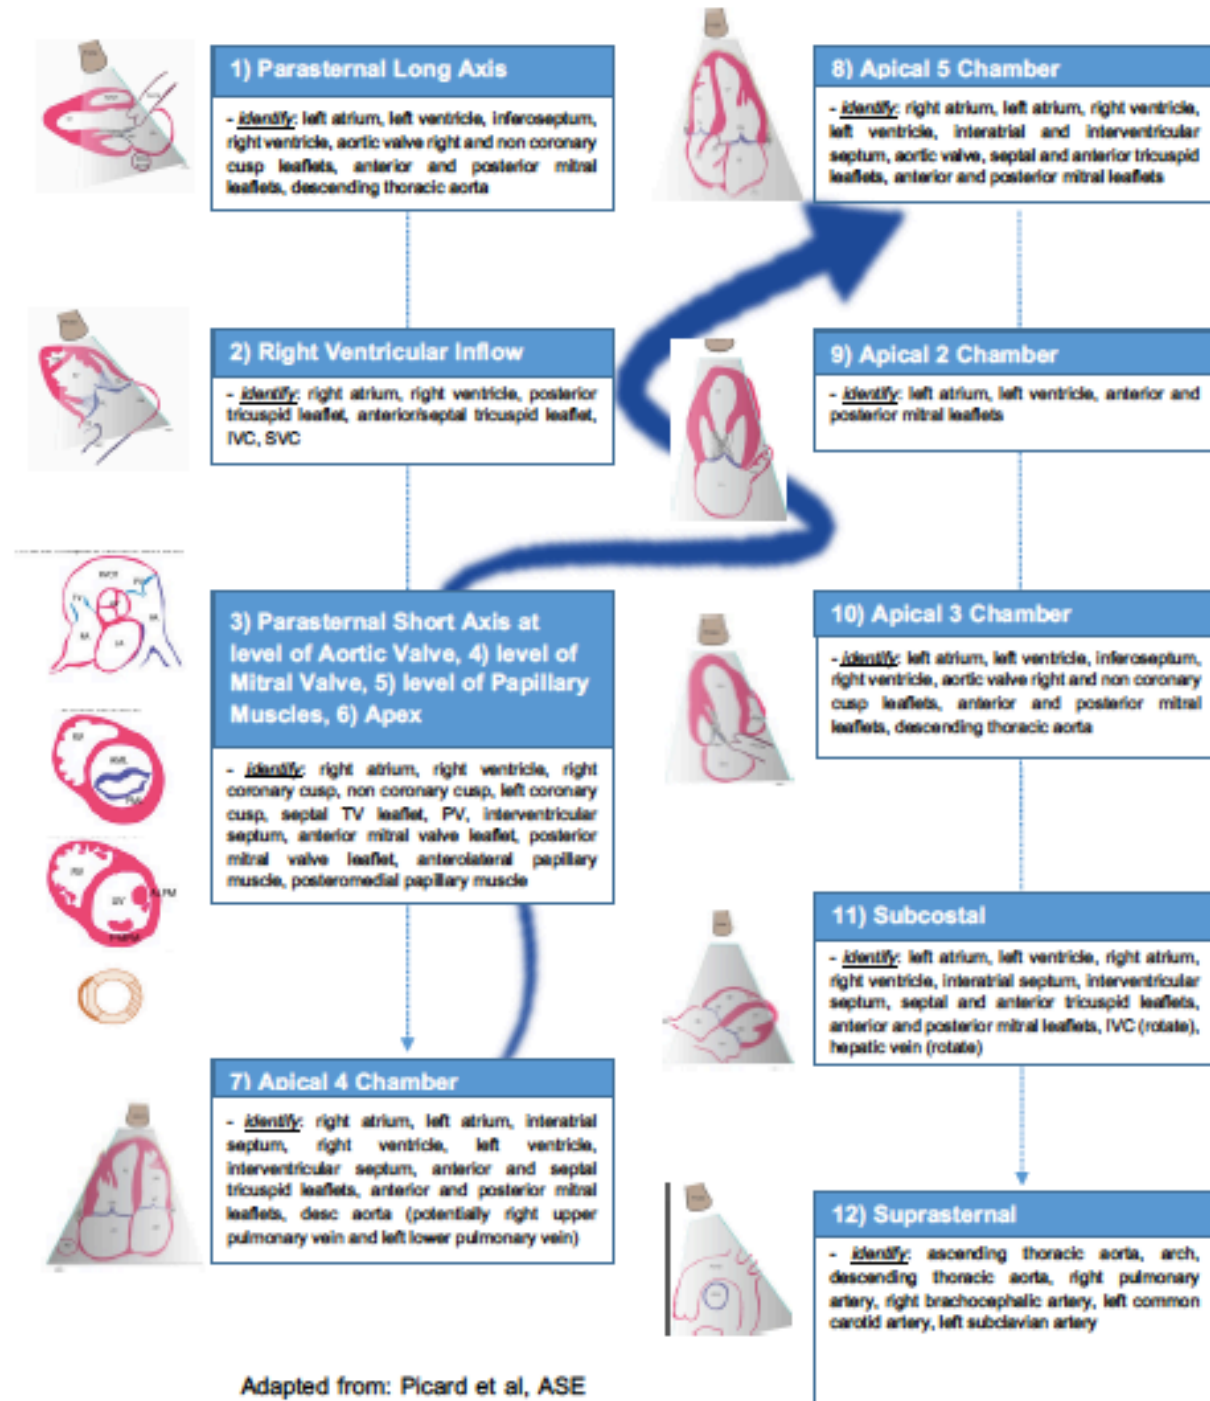 1) Parasternal Long Axis
- identify: left atrium, left ventricle, inferoseptum,
right ventricle, aortic valve right and non coronary
cusp leaflets, anterior and posterior mitral
leaflets, descending thoracic aorta
2) Right Ventricular Inflow
- identify: right atrium, right ventricle, posterior
tricuspid leaflet, anterior/septal tricuspid leaflet,
IVC, SVC
3) Parasternal Short Axis at
level of Aortic Valve, 4) level of
Mitral Valve, 5) level of Papillary
Muscles, 6) Apex
- identify: right atrium, right ventricle, right
coronary cusp, non coronary cusp, left coronary
cusp, septal TV leaflet, PV, interventricular
septum, anterior mitral valve leaflet, posterior
mitral valve leaflet, anterolateral papillary
muscle, posteromedial papillary muscle
7) Apical 4 Chamber
- identify: right atrium, left atrium, interatrial
septum, right ventricle, left ventricle,
interventricular septum, anterior and septal
tricuspid leaflets, anterior and posterior mitral
leaflets, desc aorta (potentially right upper
pulmonary vein and left lower pulmonary vein)
Adapted from: Picard et al, ASE
8) Apical 5 Chamber
- identify: right atrium, left atrium, right ventricle,
left ventricle, interatrial and interventricular
septum, aortic valve, septal and anterior tricuspid
leaflets, anterior and posterior mitral leaflets
9) Apical 2 Chamber
- identify: left atrium, left ventricle, anterior and
posterior mitral leaflets
10) Apical 3 Chamber
- identify: left atrium, left ventricle, inferoseptum,
right ventricle, aortic valve right and non coronary
cusp leaflets, anterior and posterior mitral
leaflets, descending thoracic aorta
11) Subcostal
- identify: left atrium, left ventricle, right atrium,
right ventricle, interatrial septum, interventricular
septum, septal and anterior tricuspid leaflets,
anterior and posterior mitral leaflets, IVC (rotate),
hepatic vein (rotate)
12) Suprasternal
- identify: ascending thoracic aorta, arch,
descending thoracic aorta, right pulmonary
artery, right brachocephalic artery, left common
carotid artery, left subclavian artery